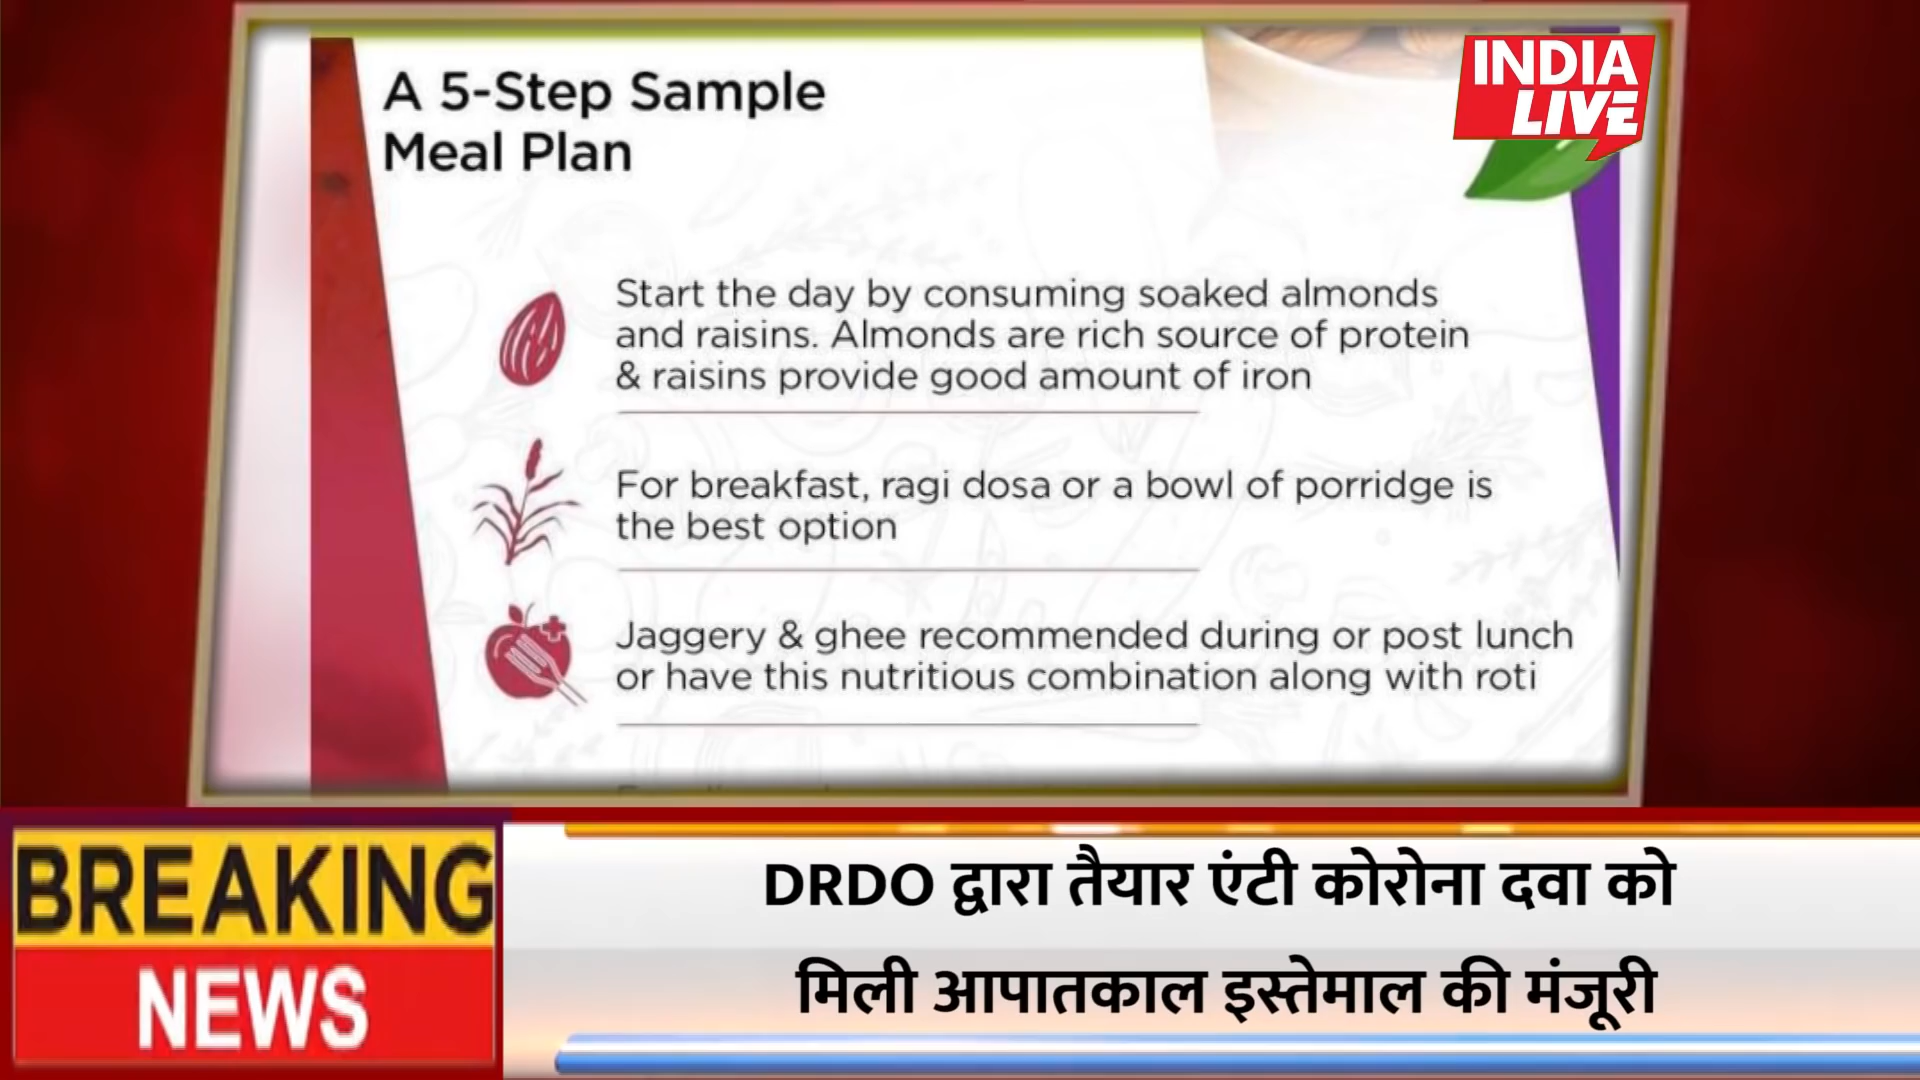 A 5-Step Sample
Meal Plan
INDIA
LIVE
Start the day by consuming soaked almonds
and raisins. Almonds are rich source of protein
& raisins provide good amount of iron
For breakfast, ragi dosa or a bowl of porridge is
the best option
Jaggery & ghee recommended during or post lunch
or have this nutritious combination along with roti
BREAKING
NEWS
DRDO द्वारा तैयार एंटी कोरोना दवा को
मिली आपातकाल इस्तेमाल की मंजूरी